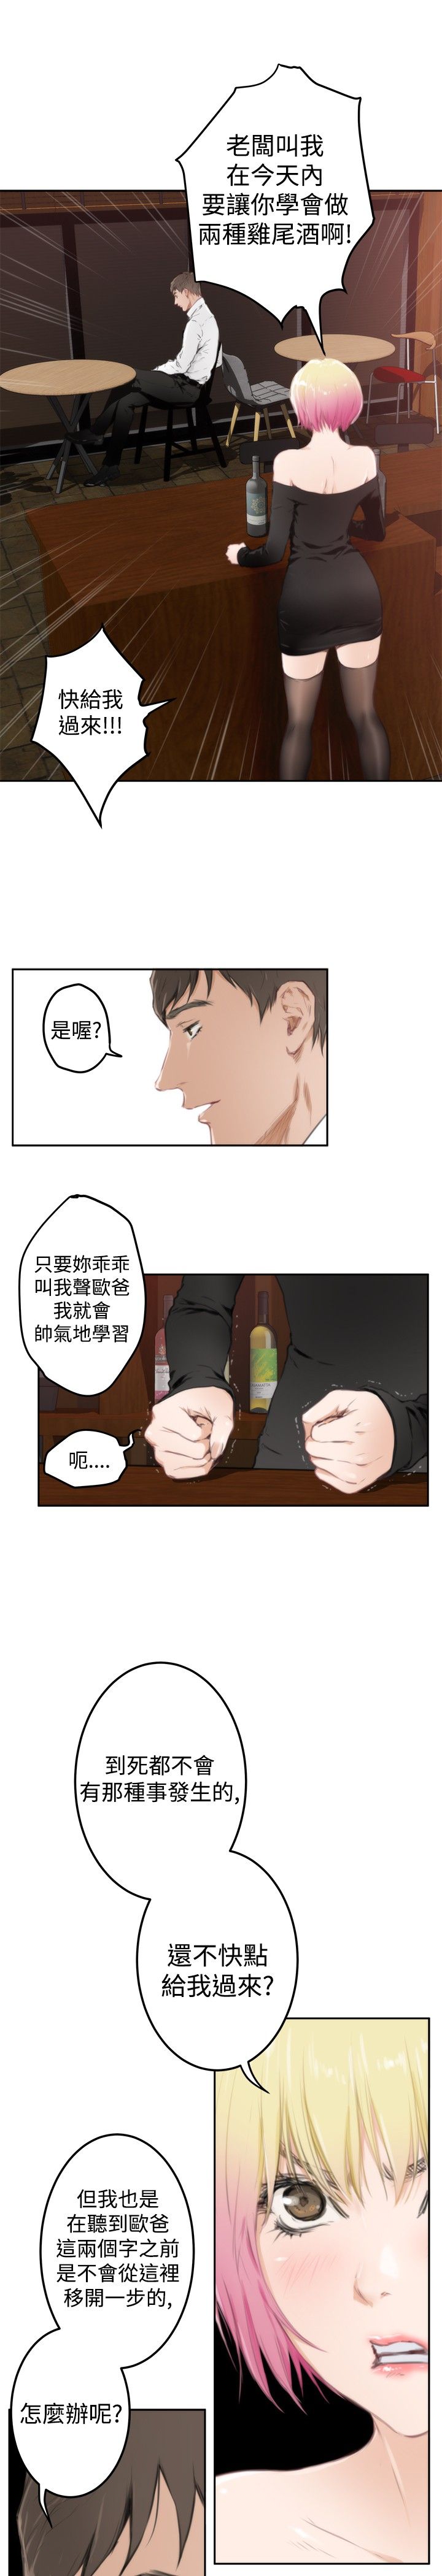 老闆叫我
在今天內
要讓你學會做
兩種雞尾酒啊!
快給我
過來!!!
是喔?
只要妳乖乖
叫我聲歐爸
我就會
帥氣地學習
呃....
到死都不會
有那種事發生的,
還不快點
給我過來?
但我也是
在聽到歐爸
這兩個字之前
是不會從這裡
移開一步的,
怎麼辦呢?